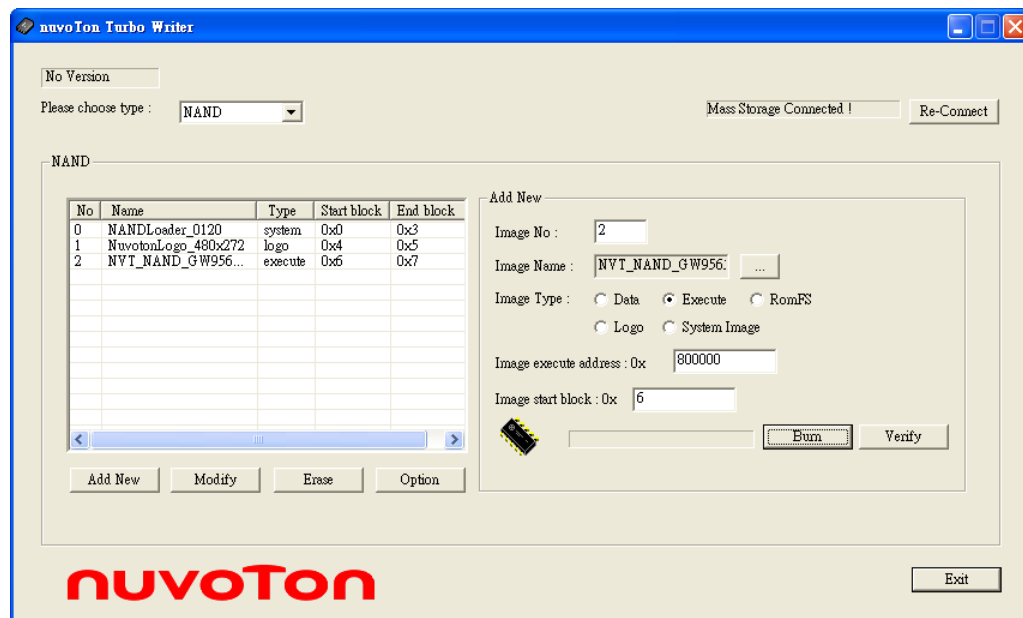 nuvoTon Turbo Writer
No Version
Please choose type : NAND
Mass Storage Connected ! Re-Connect
NAND
No Name Type Start block End block
0 NANDLoader_0120 system 0x0 0x3
1 NuvotonLogo_480x272 logo 0x4 0x5
2 NVT_NAND_GW956... execute 0x6 0x7
Add New
Image No : 2
Image Name : NVT_NAND_GW956 ...
Image Type : Data Execute RomFS
Logo System Image
Image execute address : 0x 800000
Image start block : 0x 6
Burn Verify
Add New Modify Erase Option
nuvoTon
Exit